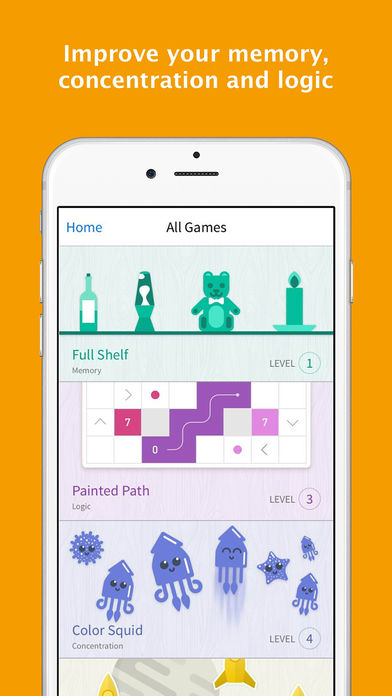 Improve your memory,
concentration and logic
Home All Games
Full Shelf
Memory
LEVEL 1
7 7
0
Painted Path
Logic
LEVEL 3
Color Squid
Concentration
LEVEL 4